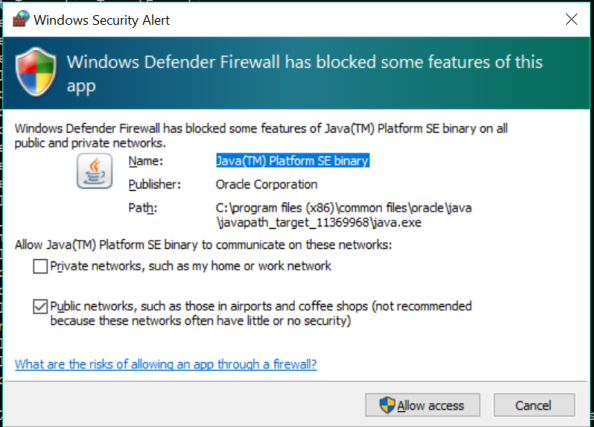 Windows Security Alert
Windows Defender Firewall has blocked some features of this
app
Windows Defender Firewall has blocked some features of Java(TM) Platform SE binary on all
public and private networks.
Name: Java(TM) Platform SE binary
Publisher: Oracle Corporation
Path: C:\program files (x86)\common files\oracle\java
\javapath_target_11369968\java.exe
Allow Java(TM) Platform SE binary to communicate on these networks:
Private networks, such as my home or work network
Public networks, such as those in airports and coffee shops (not recommended
because these networks often have little or no security)
What are the risks of allowing an app through a firewall?
Allow access
Cancel